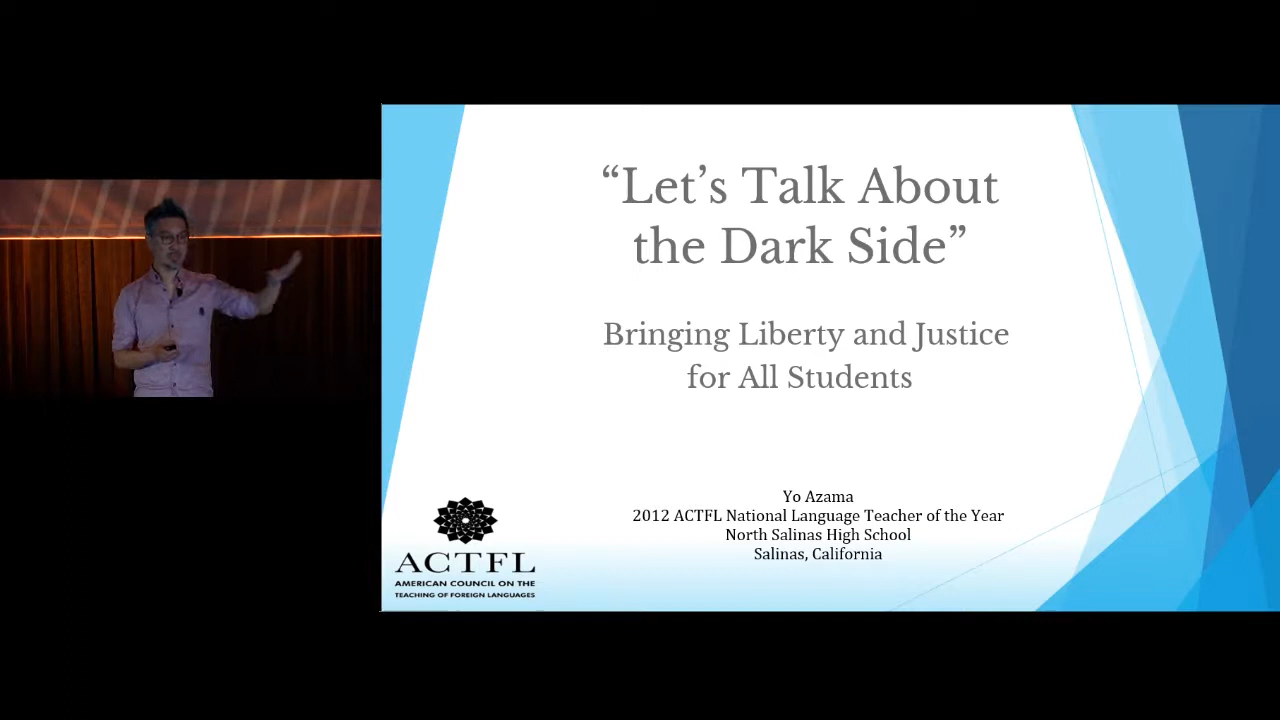 “Let’s Talk About
the Dark Side”
Bringing Liberty and Justice
for All Students
Yo Azama
2012 ACTFL National Language Teacher of the Year
North Salinas High School
Salinas, California
ACTFL
AMERICAN COUNCIL ON THE
TEACHING OF FOREIGN LANGUAGES